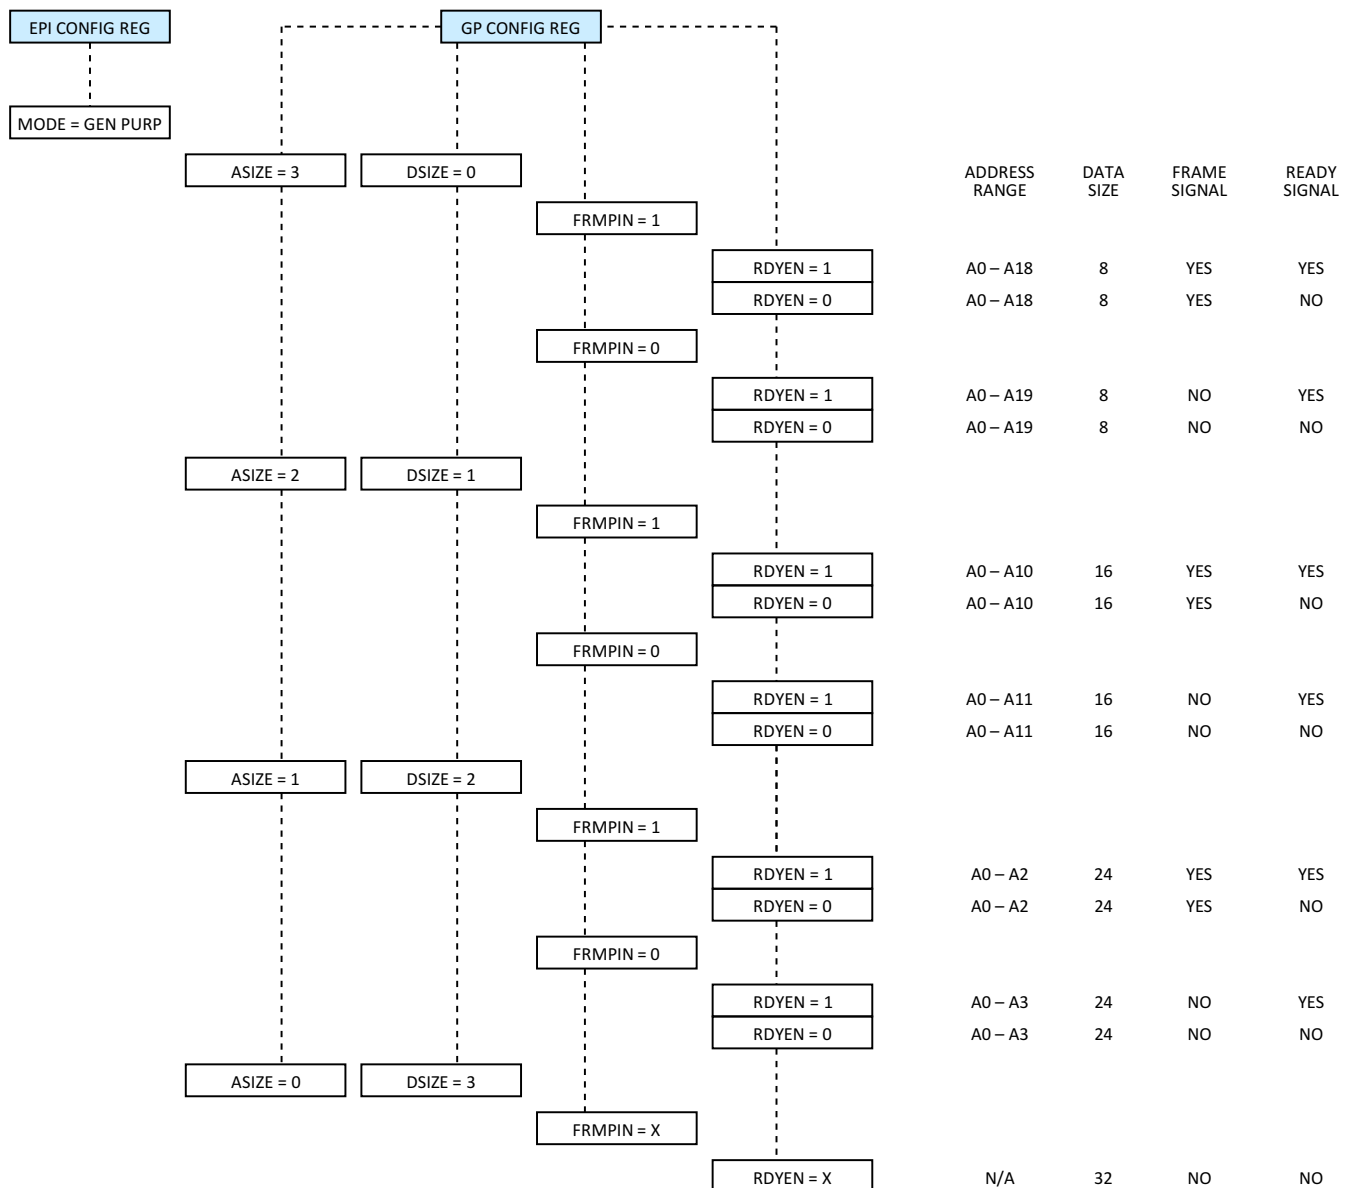 EPI CONFIG REG
GP CONFIG REG
MODE = GEN PURP
ASIZE = 3
DSIZE = 0
ADDRESS RANGE
DATA SIZE
FRAME SIGNAL
READY SIGNAL
FRMPIN = 1
RDYEN = 1 A0 – A18 8 YES YES
RDYEN = 0 A0 – A18 8 YES NO
FRMPIN = 0
RDYEN = 1 A0 – A19 8 NO YES
RDYEN = 0 A0 – A19 8 NO NO
ASIZE = 2
DSIZE = 1
FRMPIN = 1
RDYEN = 1 A0 – A10 16 YES YES
RDYEN = 0 A0 – A10 16 YES NO
FRMPIN = 0
RDYEN = 1 A0 – A11 16 NO YES
RDYEN = 0 A0 – A11 16 NO NO
ASIZE = 1
DSIZE = 2
FRMPIN = 1
RDYEN = 1 A0 – A2 24 YES YES
RDYEN = 0 A0 – A2 24 YES NO
FRMPIN = 0
RDYEN = 1 A0 – A3 24 NO YES
RDYEN = 0 A0 – A3 24 NO NO
ASIZE = 0
DSIZE = 3
FRMPIN = X
RDYEN = X N/A 32 NO NO